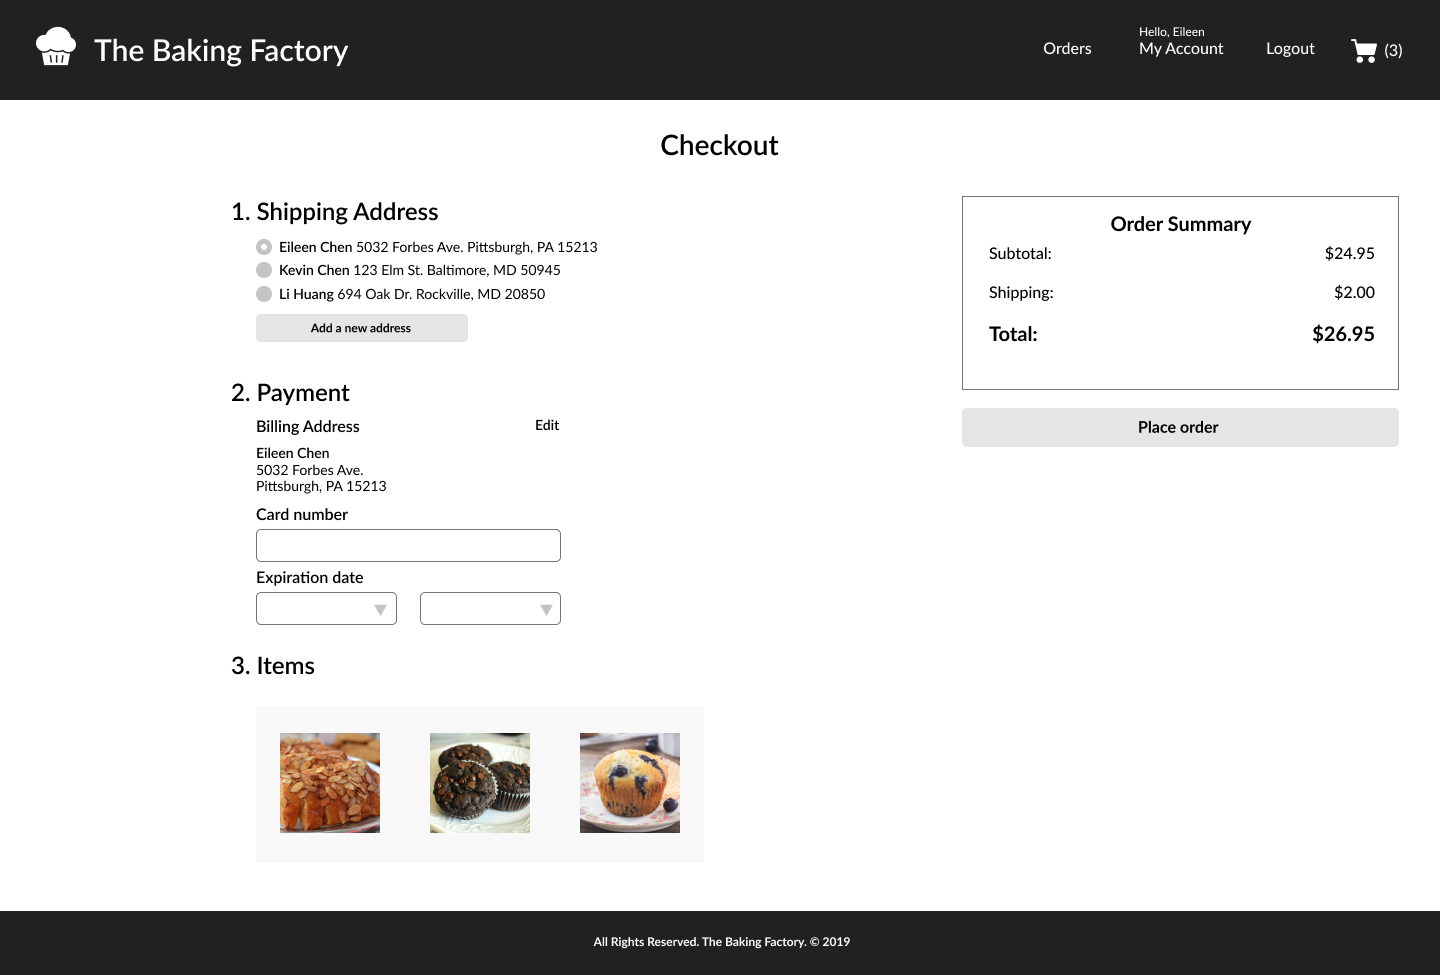 The Baking Factory
Orders
Hello, Eileen
My Account
Logout
(3)
Checkout
1. Shipping Address
Eileen Chen 5032 Forbes Ave. Pittsburgh, PA 15213
Kevin Chen 123 Elm St. Baltimore, MD 50945
Li Huang 694 Oak Dr. Rockville, MD 20850
Add a new address
2. Payment
Billing Address
Edit
Eileen Chen
5032 Forbes Ave.
Pittsburgh, PA 15213
Card number
Expiration date
3. Items
Order Summary
Subtotal: $24.95
Shipping: $2.00
Total: $26.95
Place order
All Rights Reserved. The Baking Factory. © 2019